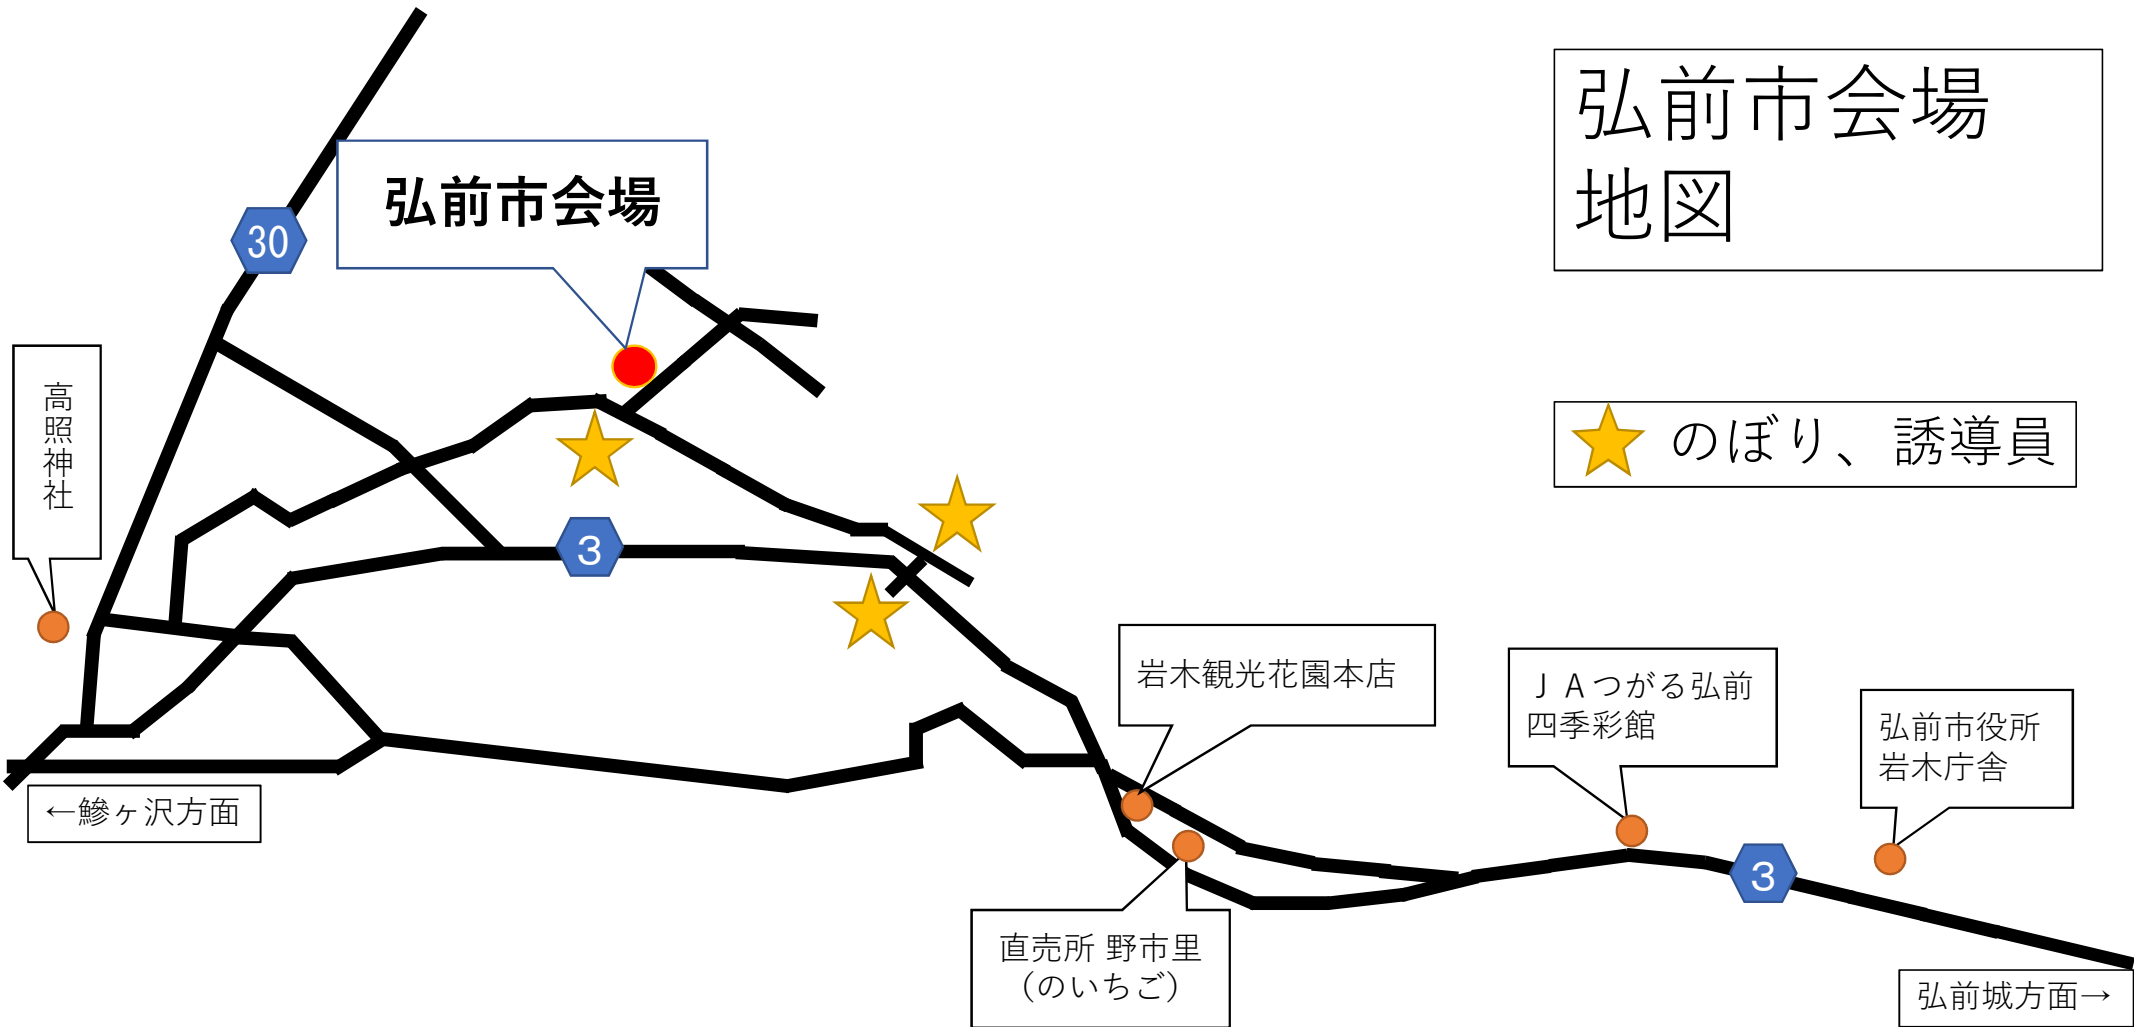 弘前市会場
地図
弘前市会場
30
高照神社
のぼり、誘導員
3
岩木観光花園本店
ＪＡつがる弘前
四季彩館
弘前市役所
岩木庁舎
←鰺ヶ沢方面
3
直売所 野市里
（のいちご）
弘前城方面→